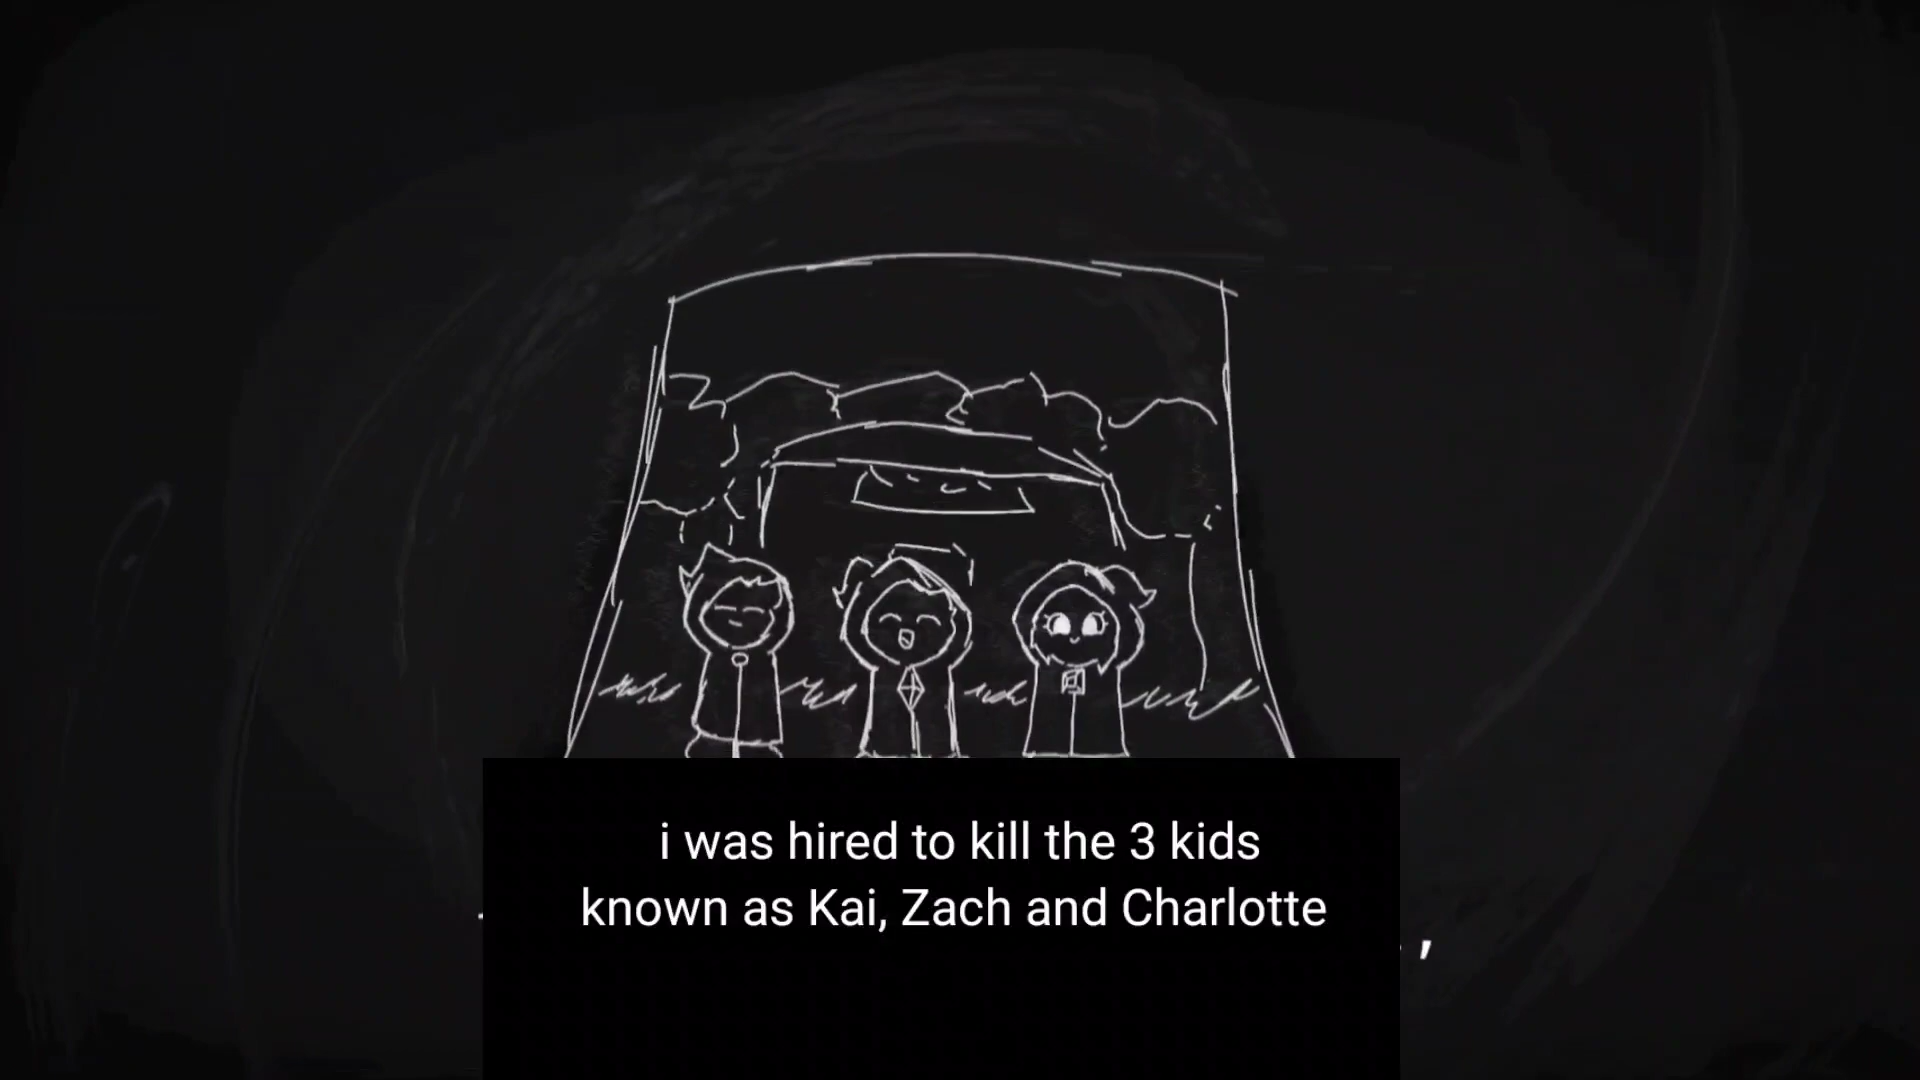 i was hired to kill the 3 kids
known as Kai, Zach and Charlotte
,